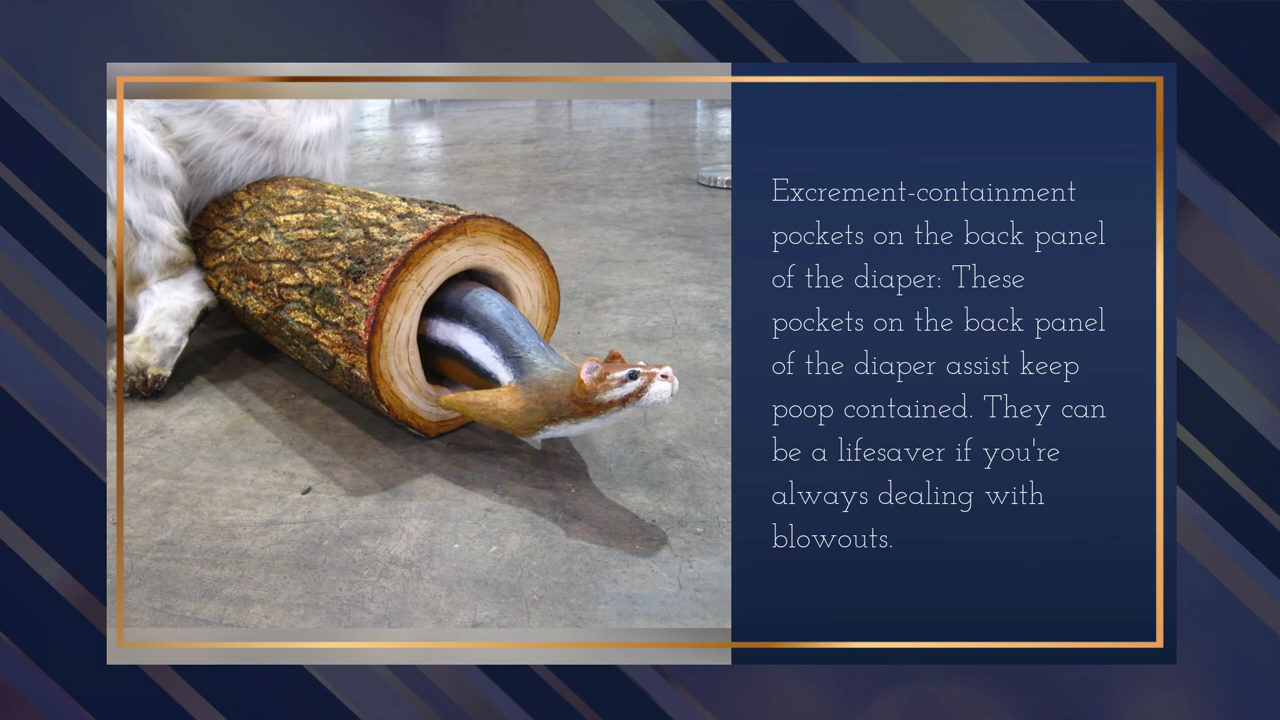 Excrement-containment
pockets on the back panel
of the diaper: These
pockets on the back panel
of the diaper assist keep
poop contained. They can
be a lifesaver if you're
always dealing with
blowouts.